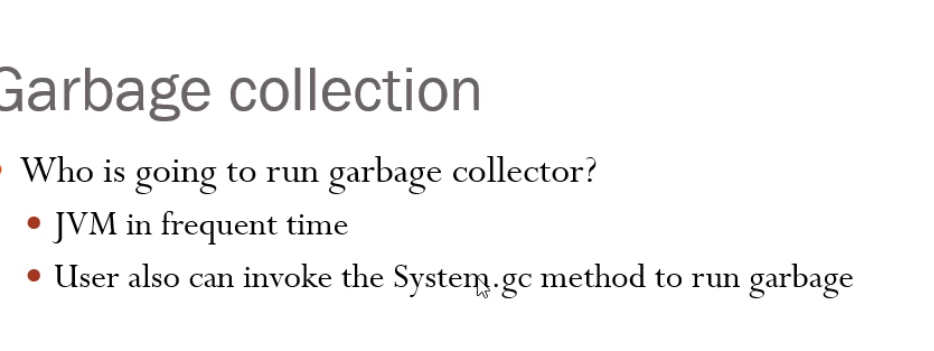 Garbage collection
Who is going to run garbage collector?
JVM in frequent time
User also can invoke the System.gc method to run garbage